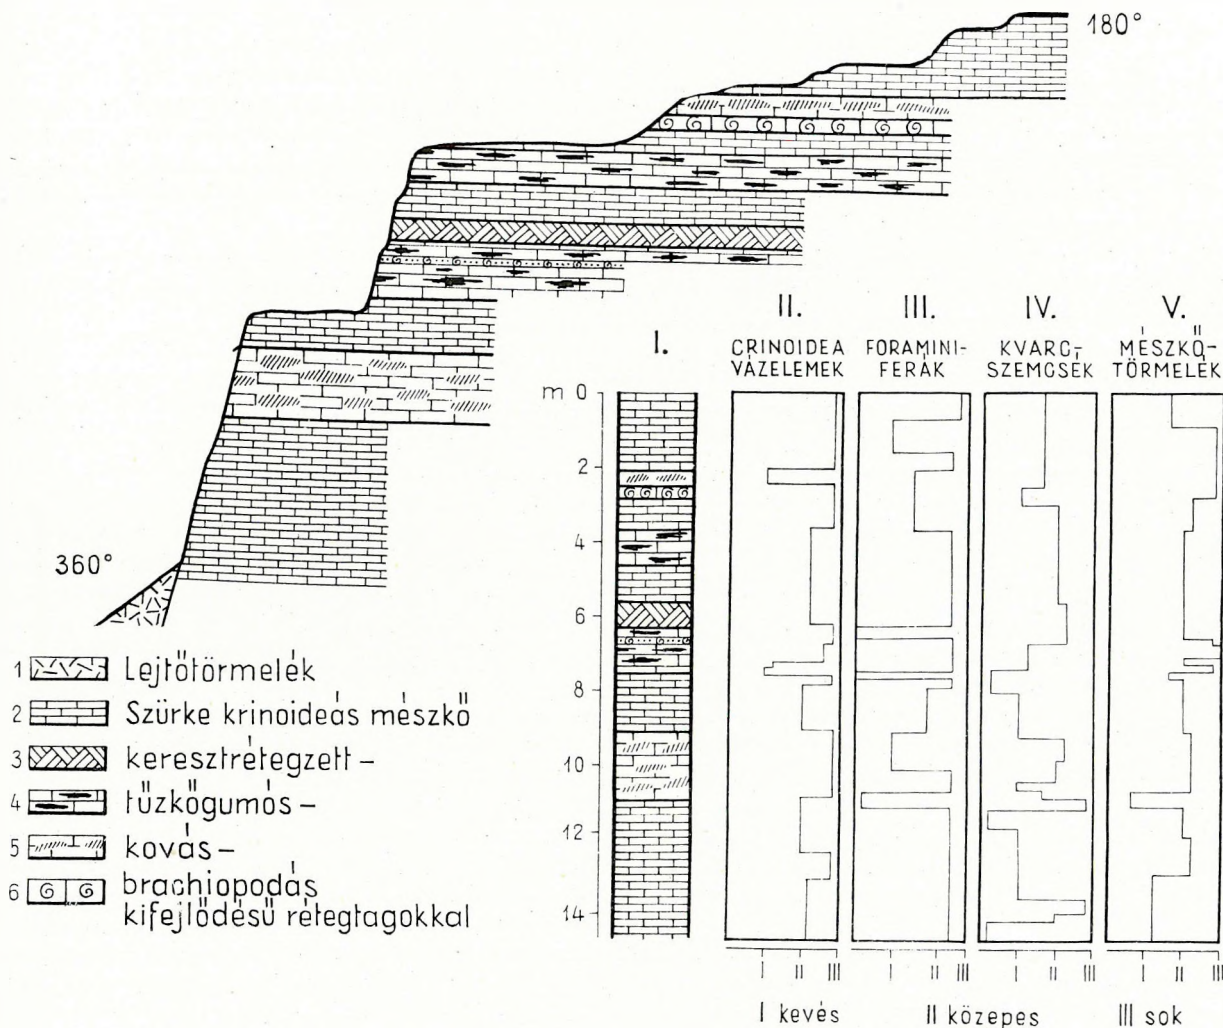 180°
360°
I.
II.
III.
IV.
V.
CRINOIDEA
VÁZELEMEK
FORAMINI-
FERÁK
KVARC-
SZEMCSÉK
MÉSZKŐ-
TÖRMELÉK
m 0
2
4
6
8
10
12
14
1 Lejtőtörmelék
2 Szürke krinoideás mészkő
3 keresztrétegzett –
4 tűzkőgumós –
5 kovás –
6 brachiopodás
kifejlődésű rétegtagokkal
I II III
I II III
I II III
I II III
I kevés II közepes III sok